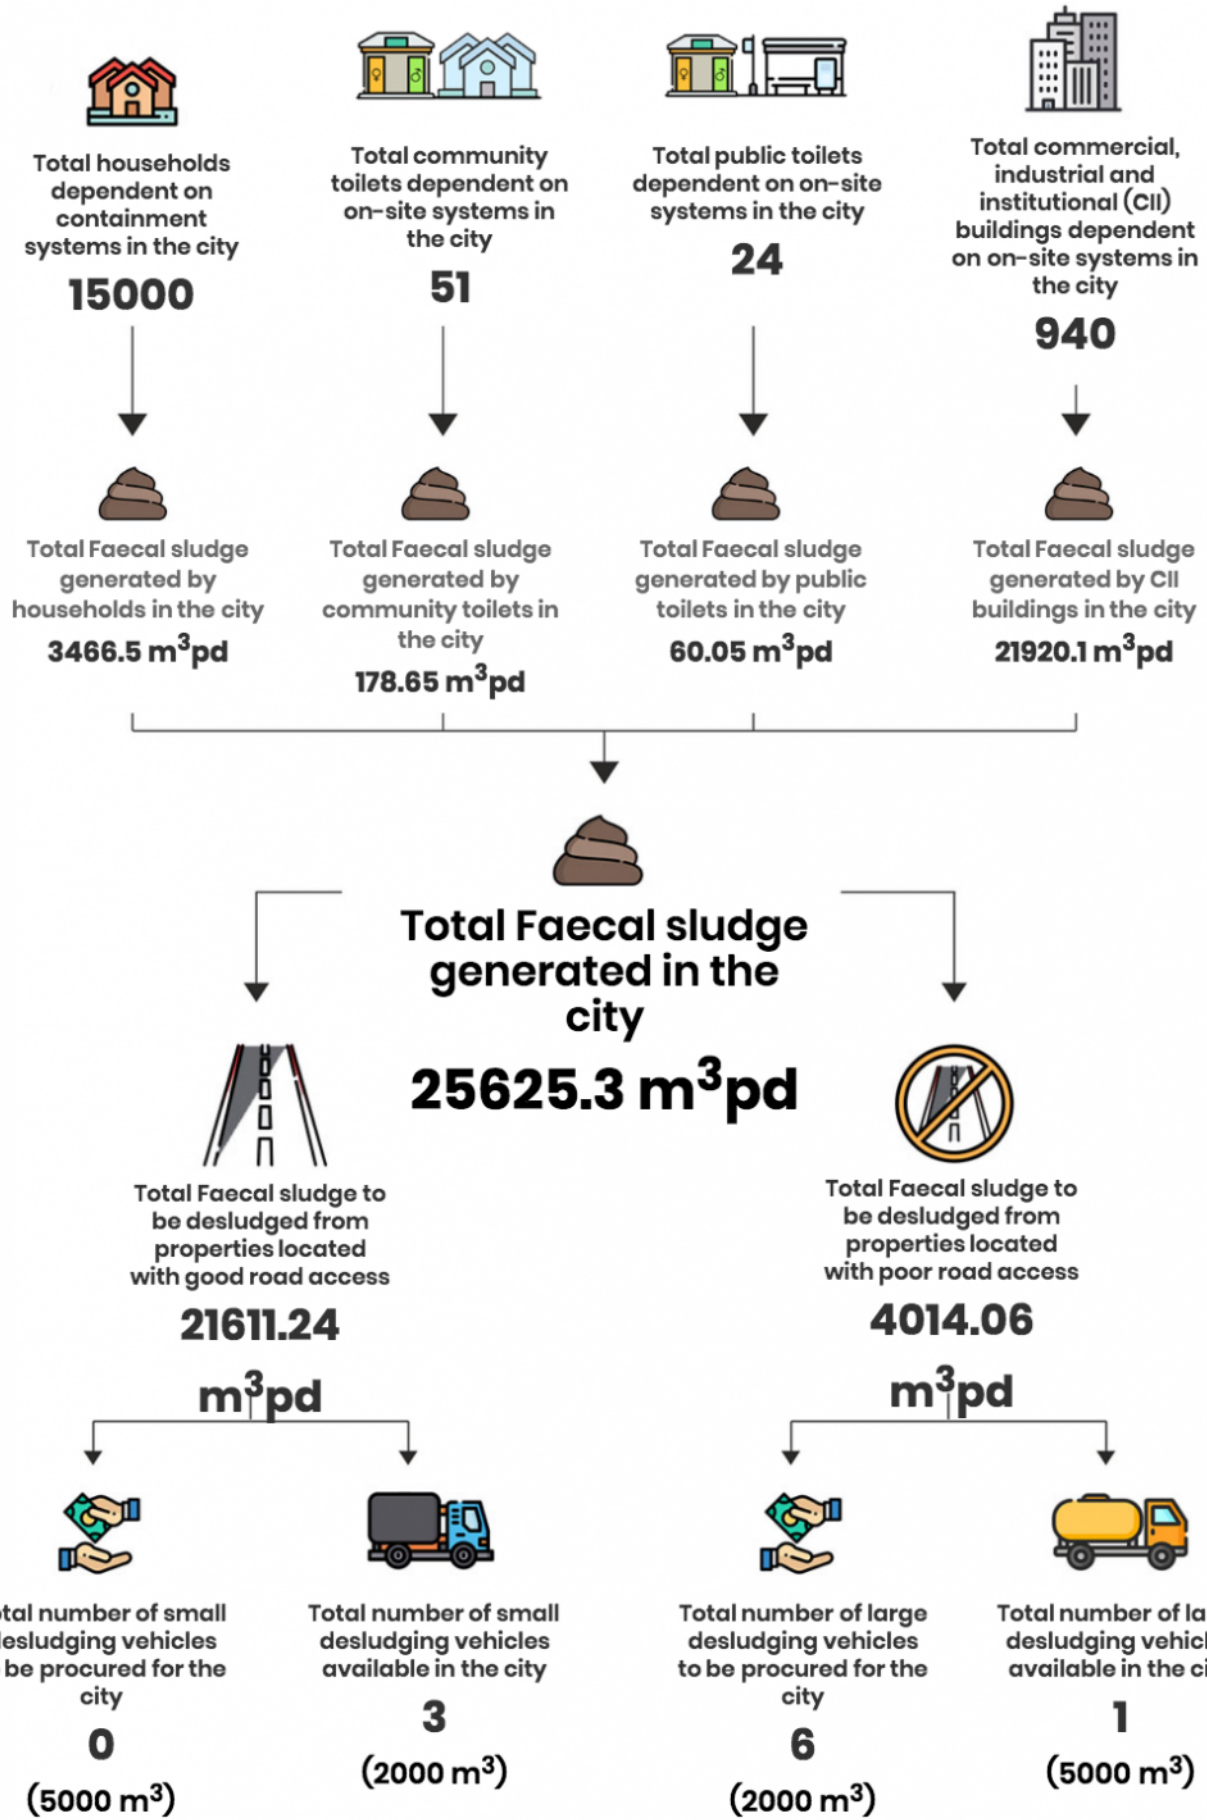 Total households
dependent on
containment
systems in the city
15000
Total community
toilets dependent on
on-site systems in
the city
51
Total public toilets
dependent on on-site
systems in the city
24
Total commercial,
industrial and
institutional (CII)
buildings dependent
on on-site systems in
the city
940
Total Faecal sludge
generated by
households in the city
3466.5 m³pd
Total Faecal sludge
generated by
community toilets in
the city
178.65 m³pd
Total Faecal sludge
generated by public
toilets in the city
60.05 m³pd
Total Faecal sludge
generated by CII
buildings in the city
21920.1 m³pd
Total Faecal sludge
generated in the
city
25625.3 m³pd
Total Faecal sludge to
be desludged from
properties located
with good road access
21611.24
m³pd
Total Faecal sludge to
be desludged from
properties located
with poor road access
4014.06
m³pd
number of small
vehicles
be procured for the
city
0
(5000 m³)
Total number of small
desludging vehicles
available in the city
3
(2000 m³)
Total number of large
desludging vehicles
to be procured for the
city
6
(2000 m³)
Total number of
desludging
available in the
1
(5000 m³)